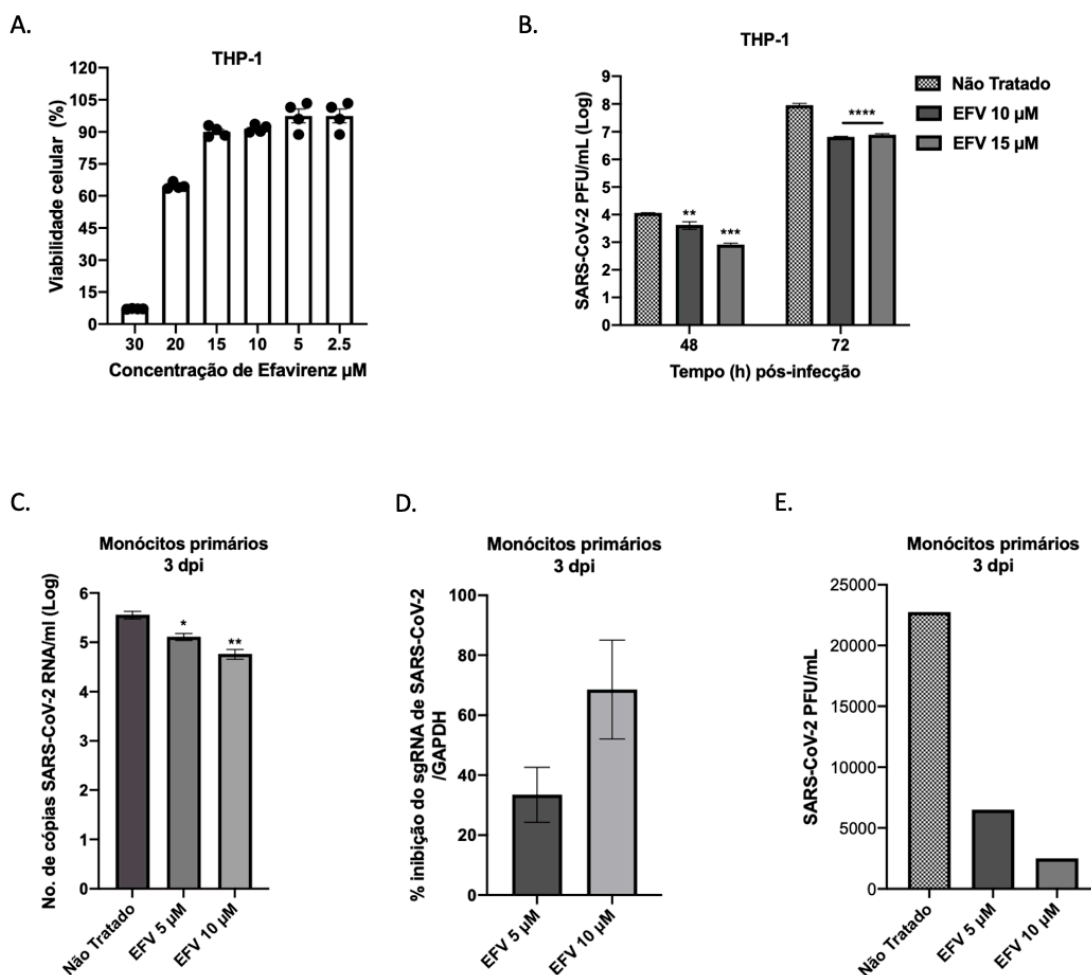 A.
THP-1
Viabilidade celular (%)
120
105
90
75
60
45
30
15
0
30 20 15 10 5 2.5
Concentração de Efavirenz µM
B.
THP-1
SARS-CoV-2 PFU/mL (Log)
9
8
7
6
5
4
3
2
1
0
**
***
****
48 72
Tempo (h) pós-infecção
Não Tratado
EFV 10 µM
EFV 15 µM
C.
Monócitos primários
3 dpi
No. de cópias SARS-CoV-2 RNA/ml (Log)
6
5
4
3
2
1
0
*
**
Não Tratado
EFV 5 µM
EFV 10 µM
D.
Monócitos primários
3 dpi
% inibição do sgRNA de SARS-CoV-2
/GAPDH
100
80
60
40
20
0
EFV 5 µM
EFV 10 µM
E.
Monócitos primários
3 dpi
SARS-CoV-2 PFU/mL
25000
20000
15000
10000
5000
0
Não Tratado
EFV 5 µM
EFV 10 µM